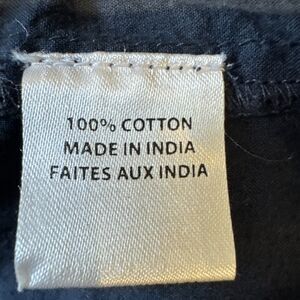 100% COTTON
MADE IN INDIA
FAITES AUX INDIA